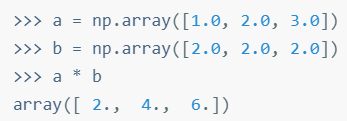 >>> a = np.array([1.0, 2.0, 3.0])
>>> b = np.array([2.0, 2.0, 2.0])
>>> a * b
array([ 2.,  4.,  6.])